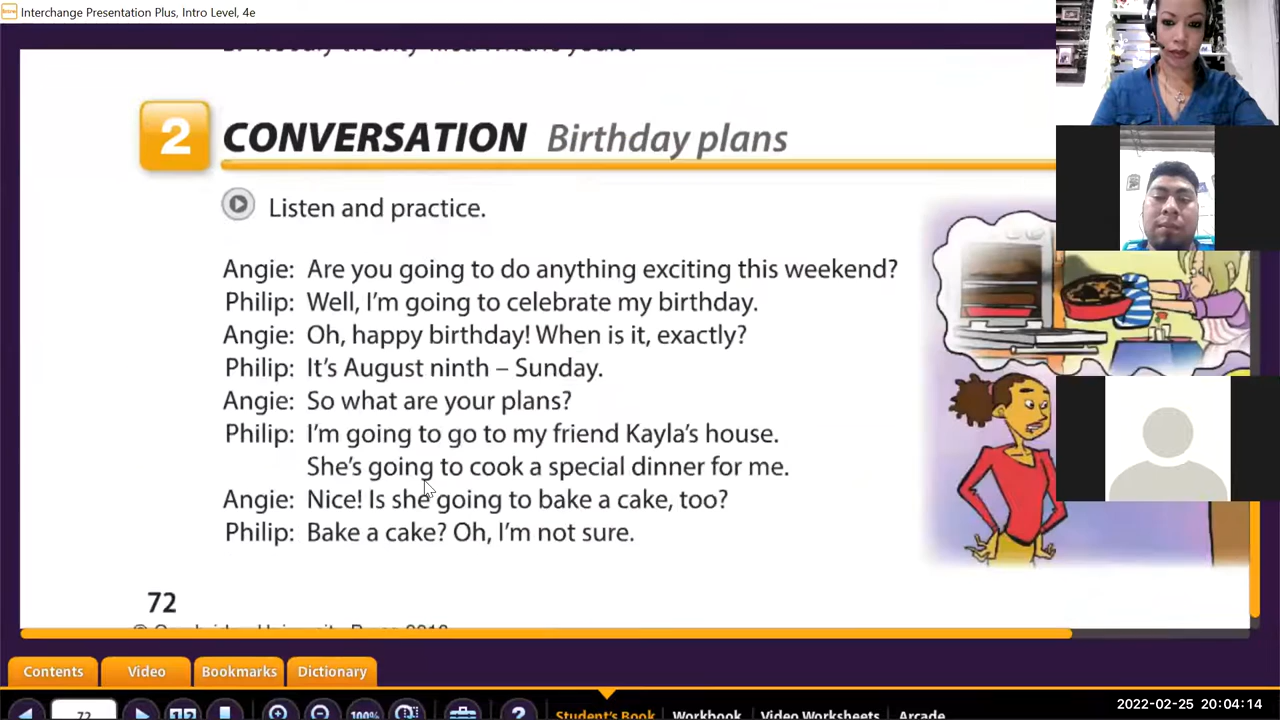 Interchange Presentation Plus, Intro Level, 4e
2 CONVERSATION Birthday plans
Listen and practice.
Angie: Are you going to do anything exciting this weekend?
Philip: Well, I'm going to celebrate my birthday.
Angie: Oh, happy birthday! When is it, exactly?
Philip: It's August ninth – Sunday.
Angie: So what are your plans?
Philip: I'm going to go to my friend Kayla's house.
She's going to cook a special dinner for me.
Angie: Nice! Is she going to bake a cake, too?
Philip: Bake a cake? Oh, I'm not sure.
72
Contents Video Bookmarks Dictionary
72 100% ? Student's Book Workbook Video Worksheets Arcade
2022-02-25 20:04:14